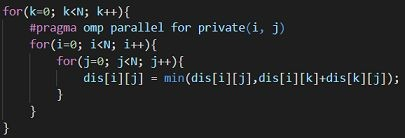 for(k=0; k<N; k++){
    #pragma omp parallel for private(i, j)
    for(i=0; i<N; i++){
        for(j=0; j<N; j++){
            dis[i][j] = min(dis[i][j],dis[i][k]+dis[k][j]);
        }
    }
}